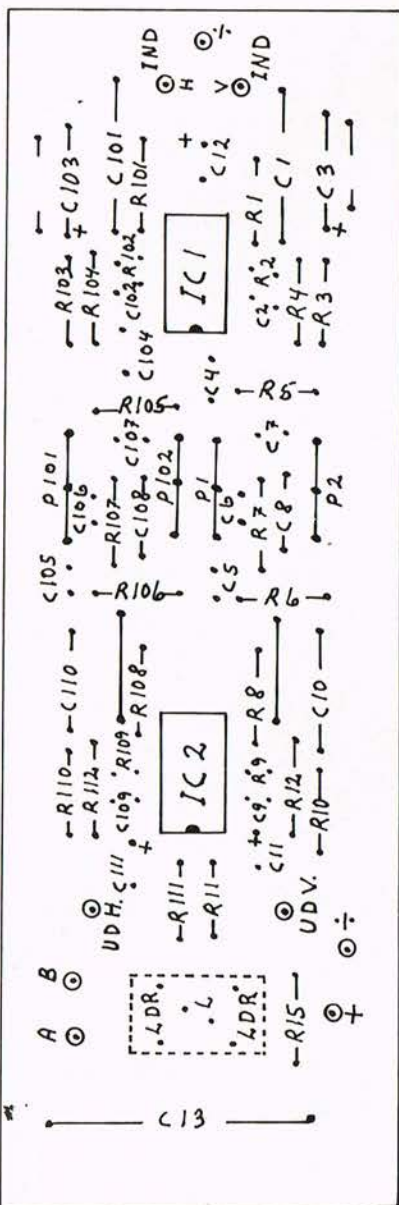 A B R110 C105 P101 R103
C110 C106 C103
R112 R104
UDH. R107 C101
C111 C109 R109 C102 R102 R101
+ R108 C108 C107 C104 +
LDR R106 R105 IND
R111 P102 + H
L IC2 IC1 ÷
C13 R11 P1 C4 C12 V
LDR C5 C6 IND
+ C9 R9 R8 R7 C2 R2 R1
C11 R6 C8 C7 R5 C1
UDV. R12 R4
R15 R10 C10 P2 R3 C3
+ ÷ +